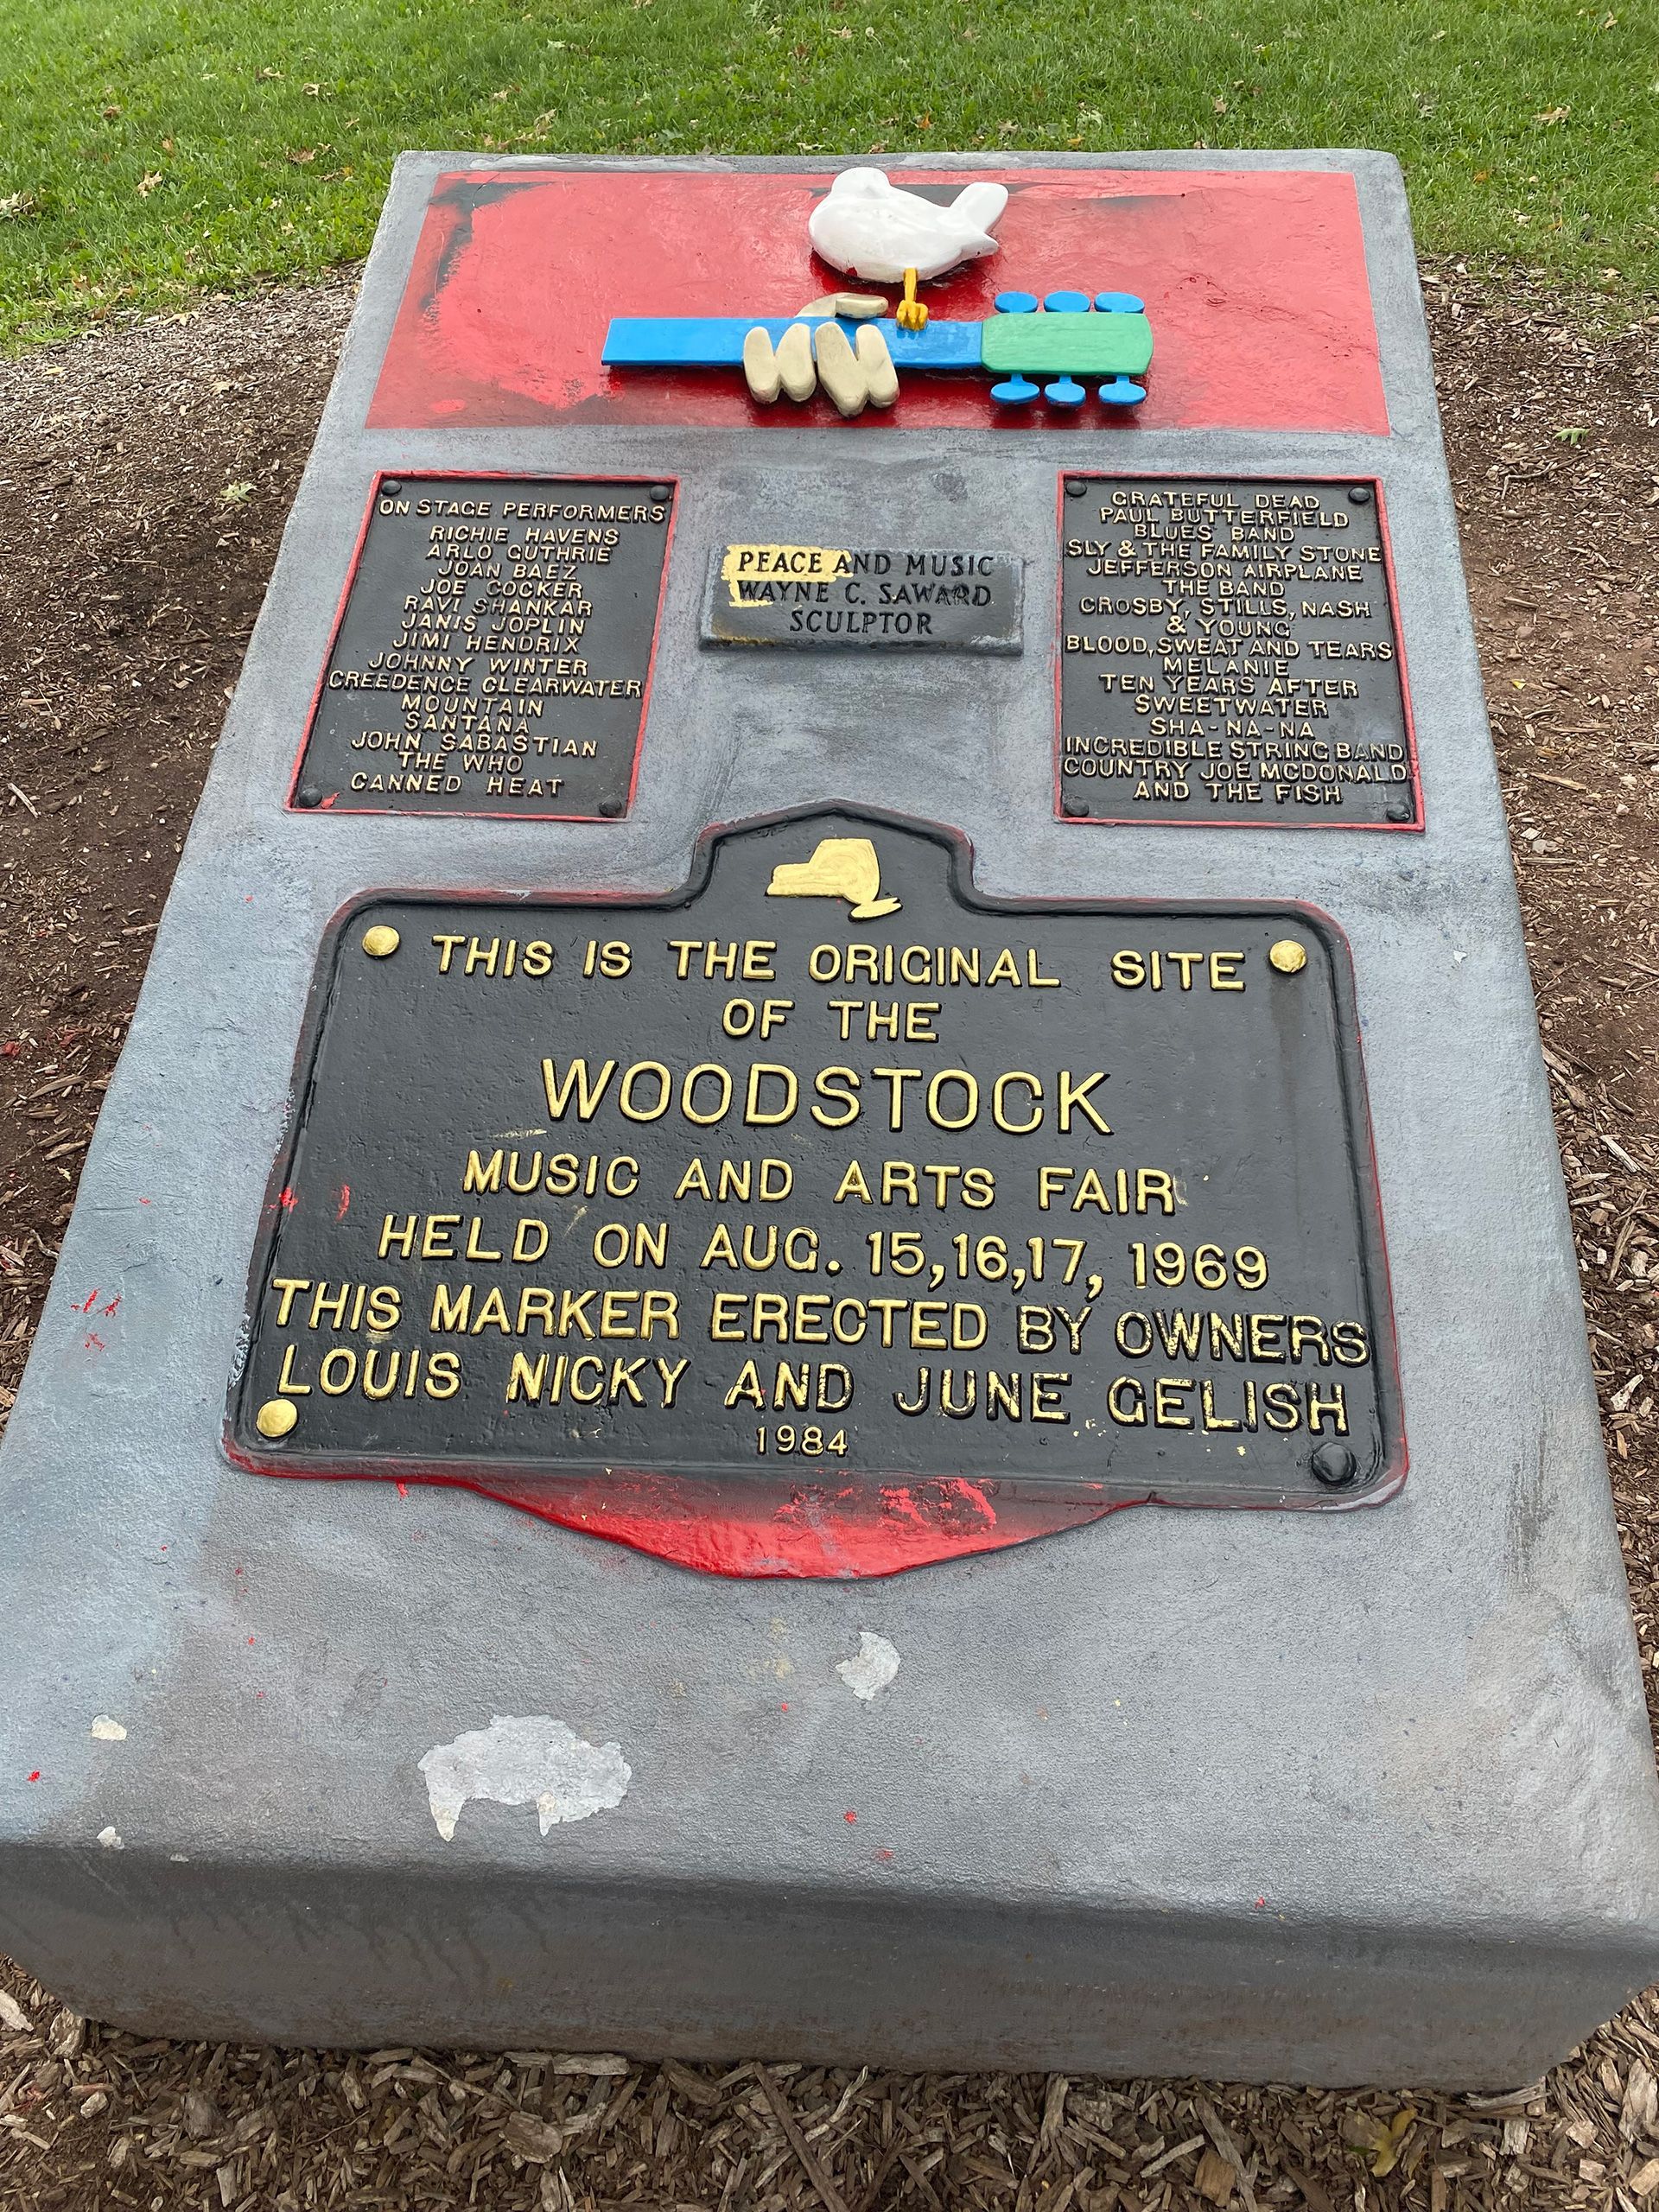 ON STAGE PERFORMERS
RICHIE HAVENS
ARLO GUTHRIE
JOAN BAEZ
JOE COCKER
RAVI SHANKAR
JANIS JOPLIN
JIMI HENDRIX
JOHNNY WINTER
CREEDENCE CLEARWATER
MOUNTAIN
SANTANA
JOHN SABASTIAN
THE WHO
CANNED HEAT
PEACE AND MUSIC
WAYNE C. SAWARD
SCULPTOR
GRATEFUL DEAD
PAUL BUTTERFIELD
BLUES BAND
SLY & THE FAMILY STONE
JEFFERSON AIRPLANE
THE BAND
CROSBY, STILLS, NASH
& YOUNG
BLOOD, SWEAT AND TEARS
MELANIE
TEN YEARS AFTER
SWEETWATER
SHA-NA-NA
INCREDIBLE STRING BAND
COUNTRY JOE MCDONALD
AND THE FISH
THIS IS THE ORIGINAL SITE
OF THE
WOODSTOCK
MUSIC AND ARTS FAIR
HELD ON AUG. 15,16,17, 1969
THIS MARKER ERECTED BY OWNERS
LOUIS NICKY AND JUNE GELISH
1984